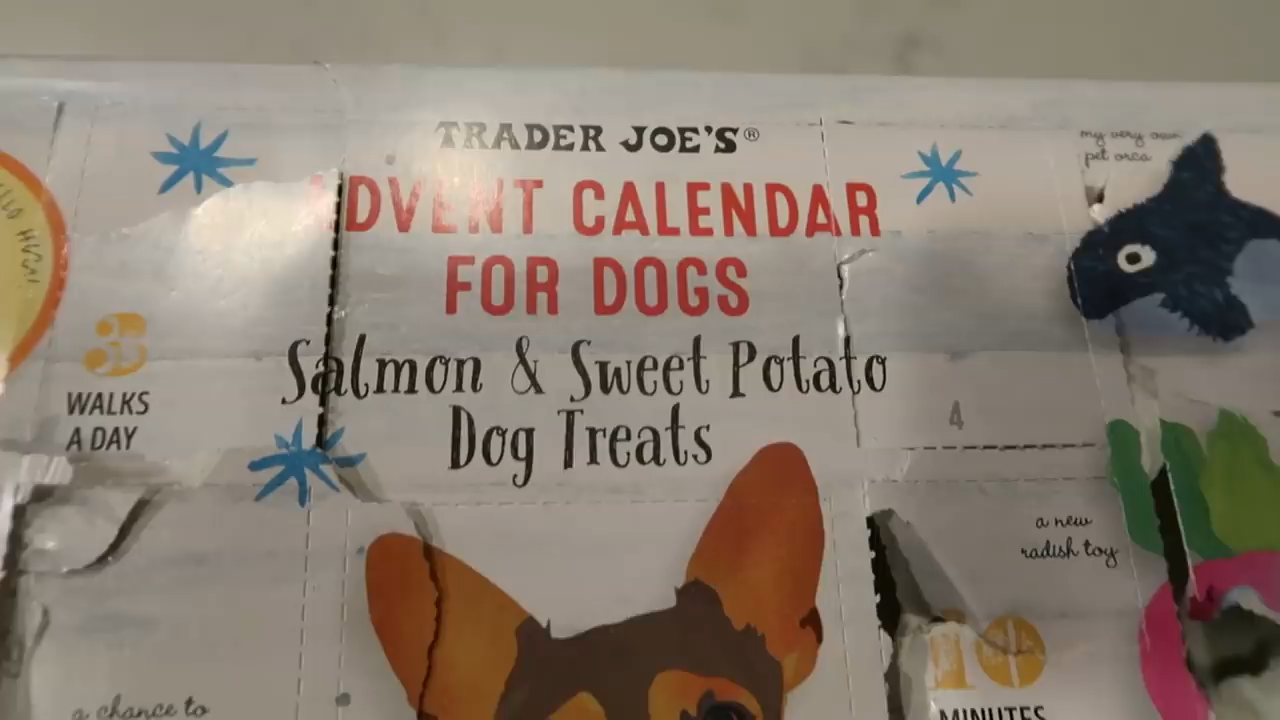 TRADER JOE'S®
ADVENT CALENDAR
FOR DOGS
Salmon & Sweet Potato
Dog Treats
my very own
pet orca
3
WALKS
A DAY
4
a new
radish toy
10
MINUTES
a chance to